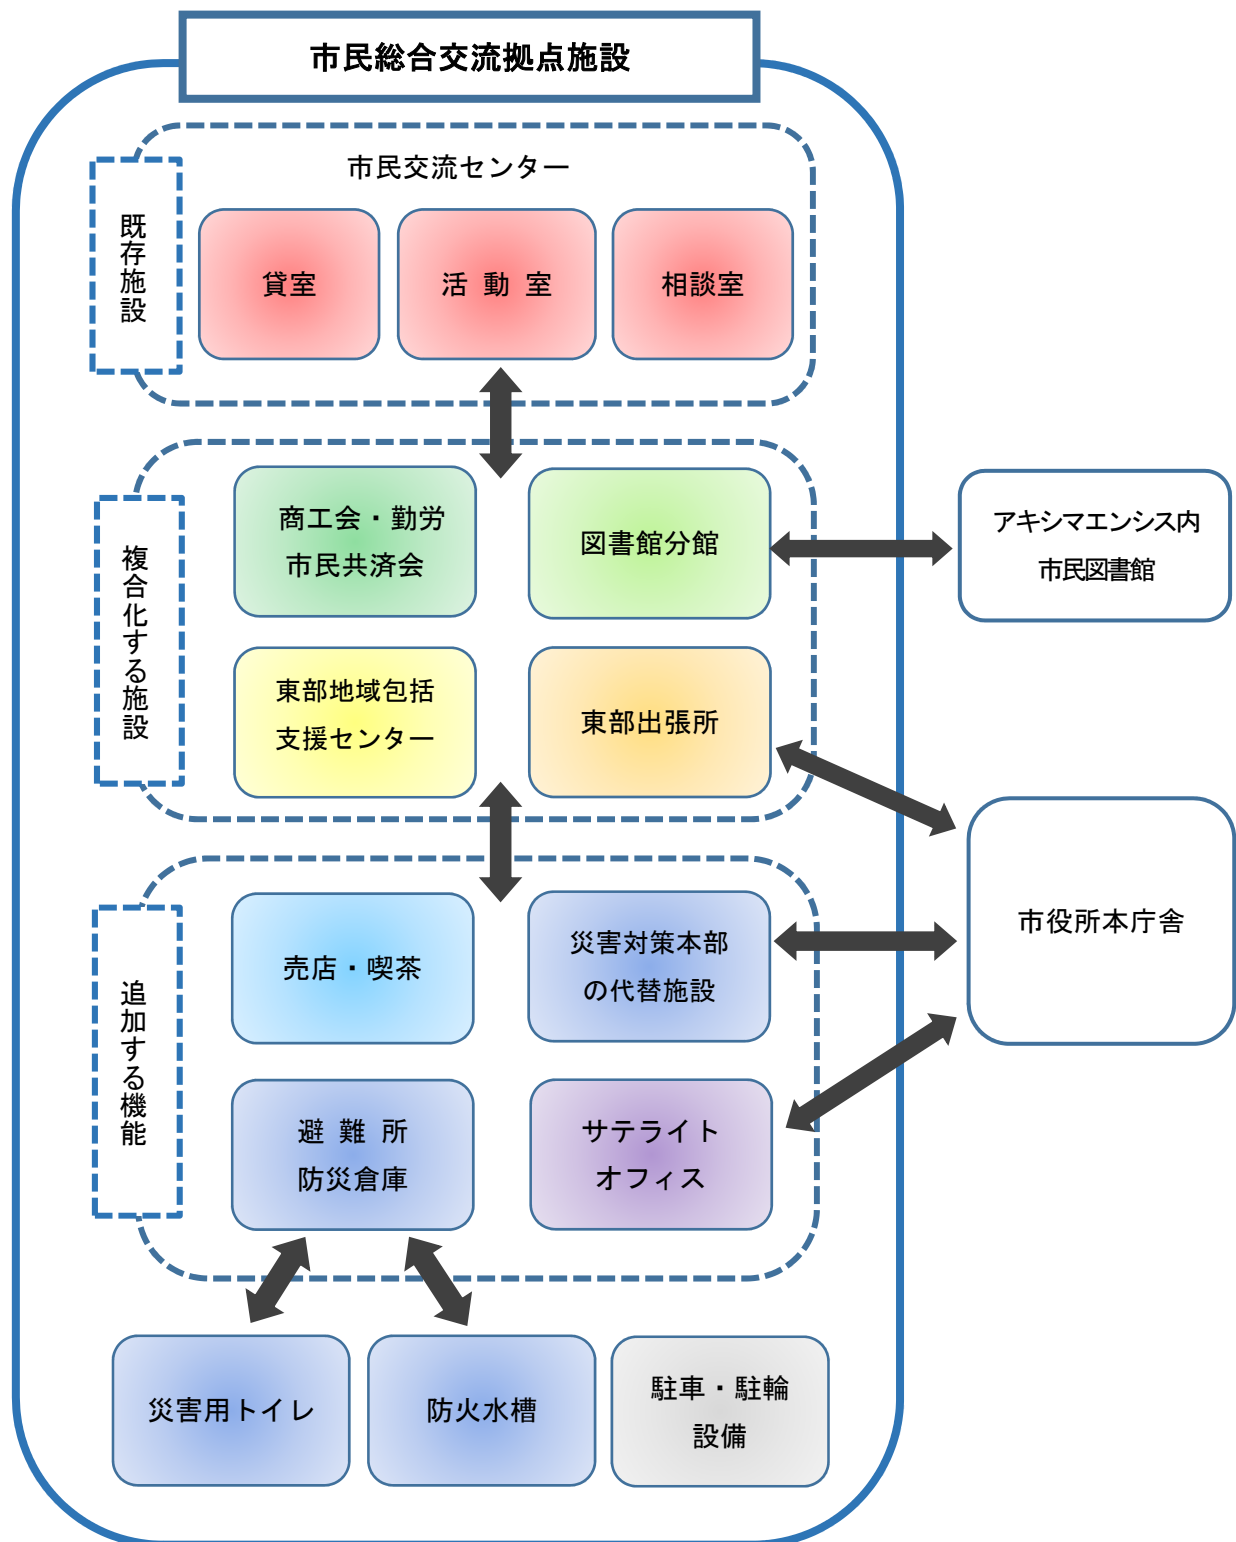 市民総合交流拠点施設
既存施設
市民交流センター
貸室
活動室
相談室
複合化する施設
商工会・勤労
市民共済会
図書館分館
東部地域包括
支援センター
東部出張所
アキシマエンシス内
市民図書館
市役所本庁舎
追加する機能
売店・喫茶
災害対策本部
の代替施設
避難所
防災倉庫
サテライト
オフィス
災害用トイレ
防火水槽
駐車・駐輪
設備